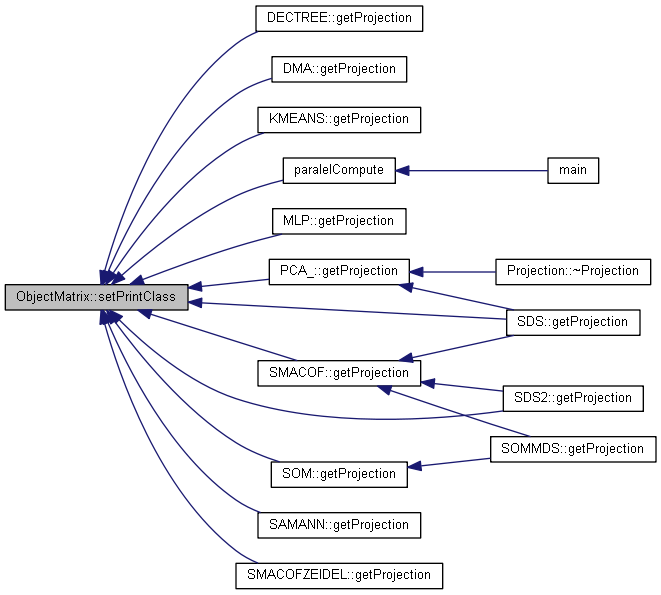 DECTREE::getProjection
DMA::getProjection
KMEANS::getProjection
paralelCompute
main
MLP::getProjection
PCA_::getProjection
Projection::~Projection
ObjectMatrix::setPrintClass
SDS::getProjection
SMACOF::getProjection
SDS2::getProjection
SOMMDS::getProjection
SOM::getProjection
SAMANN::getProjection
SMACOFZEIDEL::getProjection